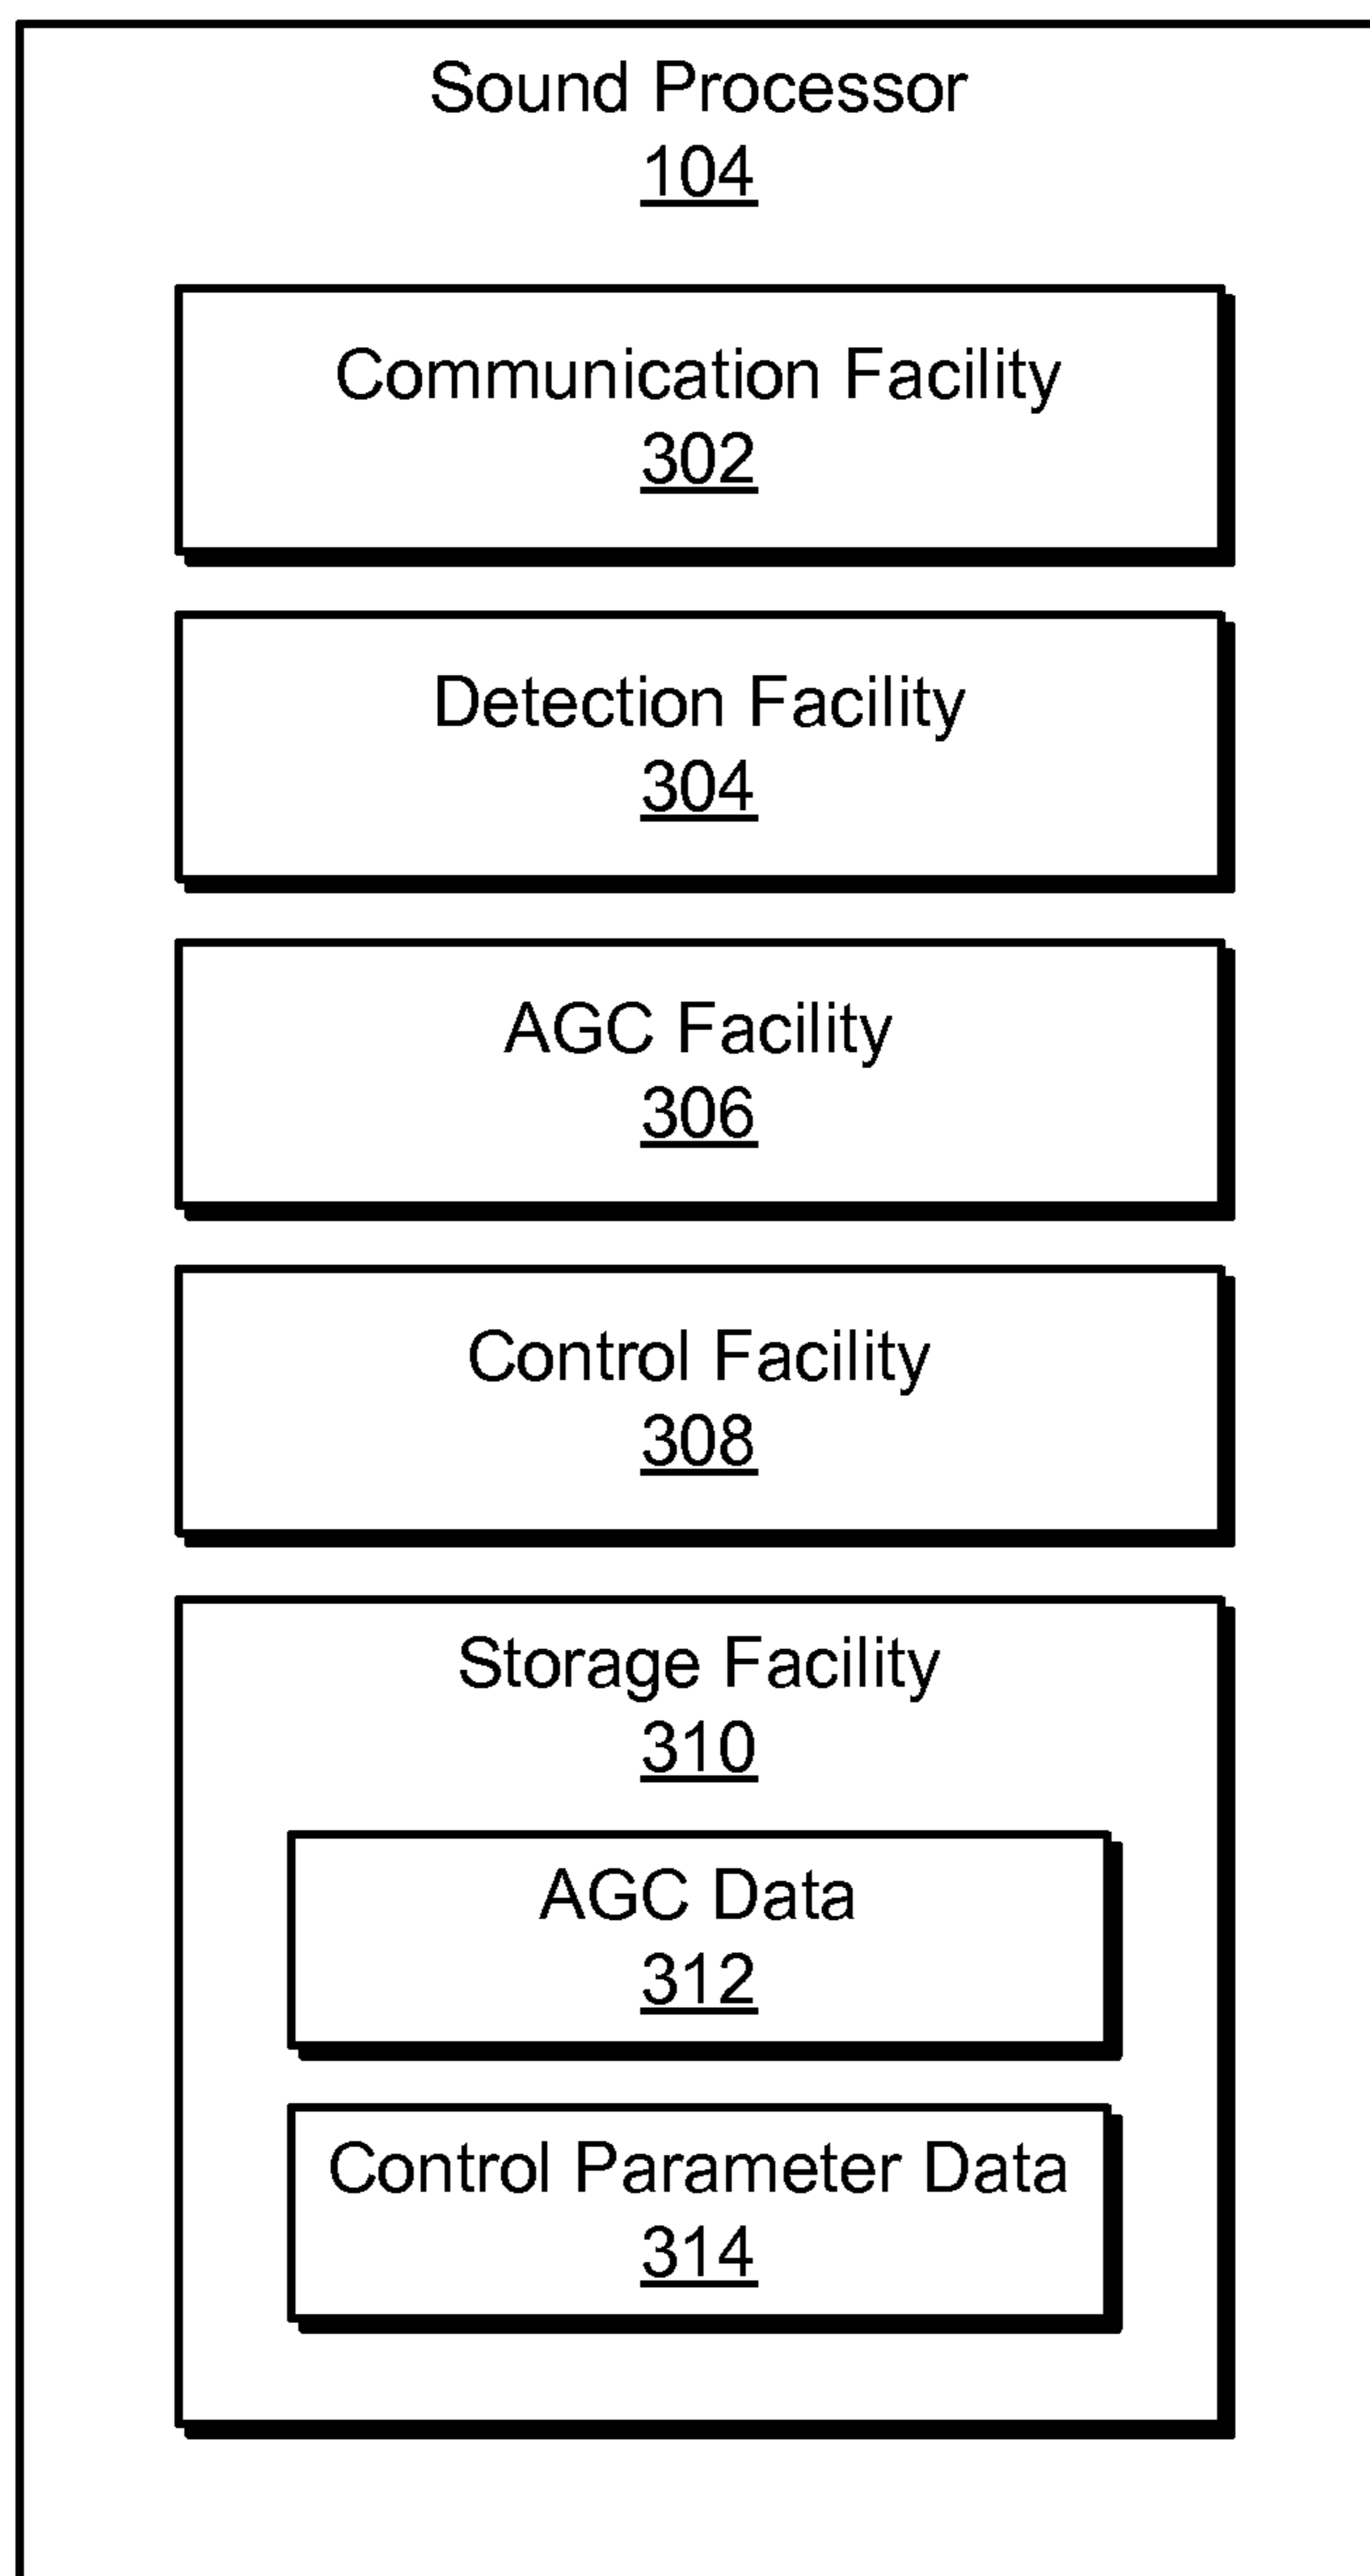 Sound Processor
104
Communication Facility
302
Detection Facility
304
AGC Facility
306
Control Facility
308
Storage Facility
310
AGC Data
312
Control Parameter Data
314